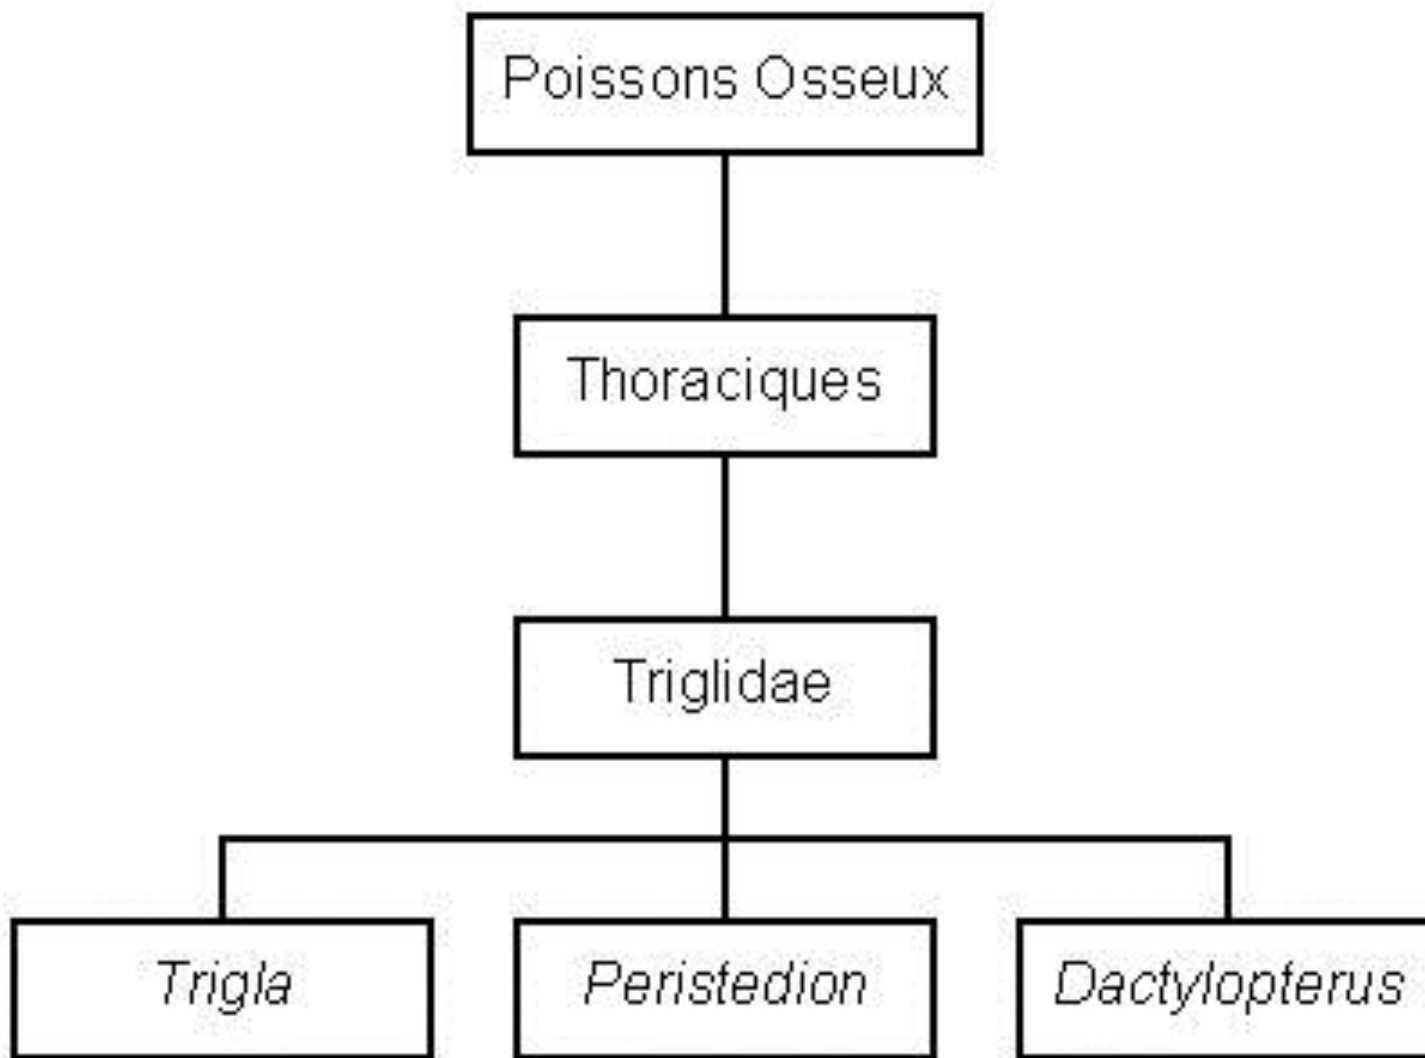 Poissons Osseux
Thoraciques
Triglidae
Trigla
Peristedion
Dactylopterus